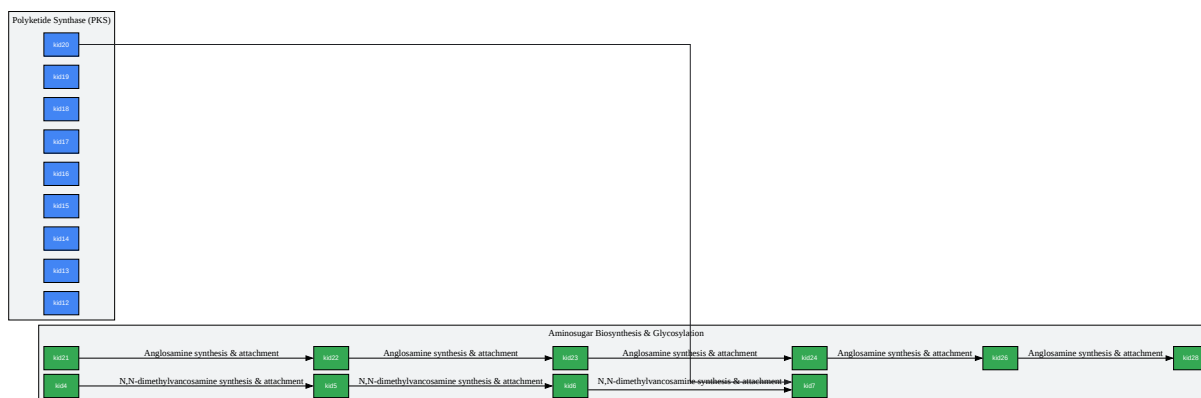 Polyketide Synthase (PKS)
kid20
kid19
kid18
kid17
kid16
kid15
kid14
kid13
kid12
Aminosugar Biosynthesis & Glycosylation
kid21 Anglosamine synthesis & attachment kid22 Anglosamine synthesis & attachment kid23 Anglosamine synthesis & attachment kid24 Anglosamine synthesis & attachment kid26 Anglosamine synthesis & attachment kid28
kid4 N,N-dimethylvancosamine synthesis & attachment kid5 N,N-dimethylvancosamine synthesis & attachment kid6 N,N-dimethylvancosamine synthesis & attachment kid7